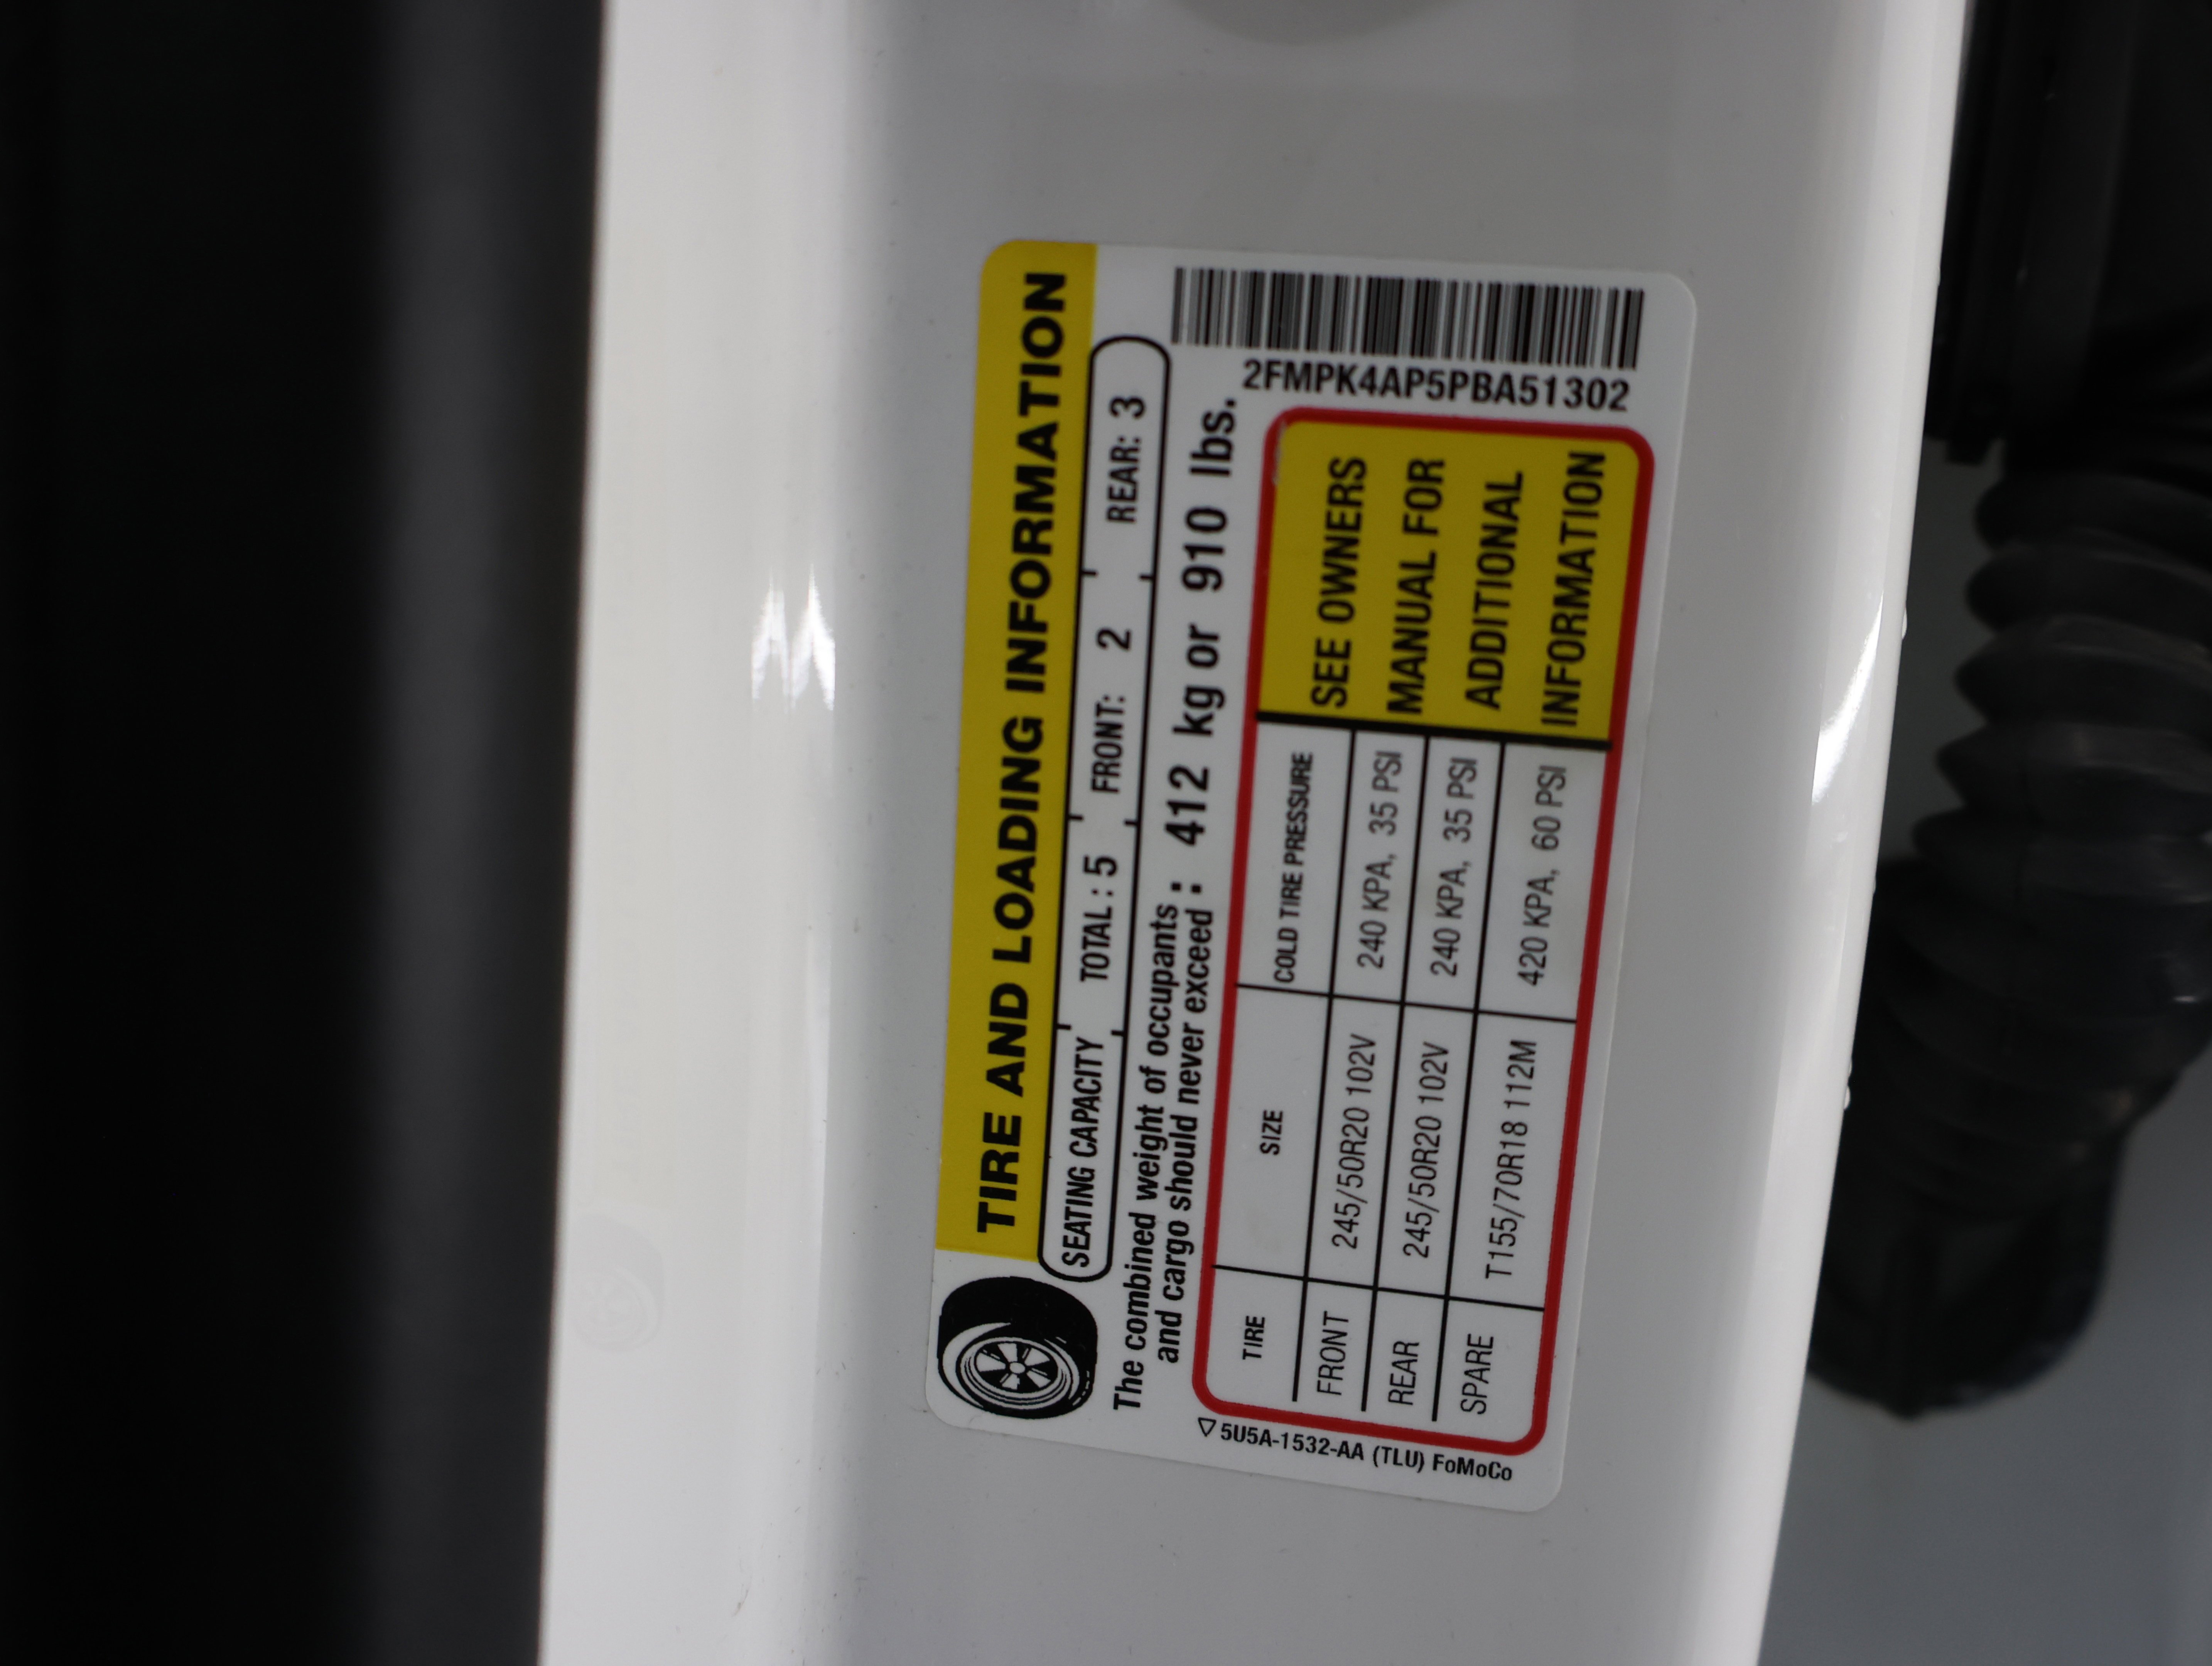 TIRE AND LOADING INFORMATION
SEATING CAPACITY TOTAL : 5 FRONT: 2 REAR: 3
The combined weight of occupants
and cargo should never exceed : 412 kg or 910 lbs.
2FMPK4AP5PBA51302
TIRE SIZE COLD TIRE PRESSURE
FRONT 245/50R20 102V 240 KPA, 35 PSI
REAR 245/50R20 102V 240 KPA, 35 PSI
SPARE T155/70R18 112M 420 KPA, 60 PSI
SEE OWNERS
MANUAL FOR
ADDITIONAL
INFORMATION
5U5A-1532-AA (TLU) FoMoCo